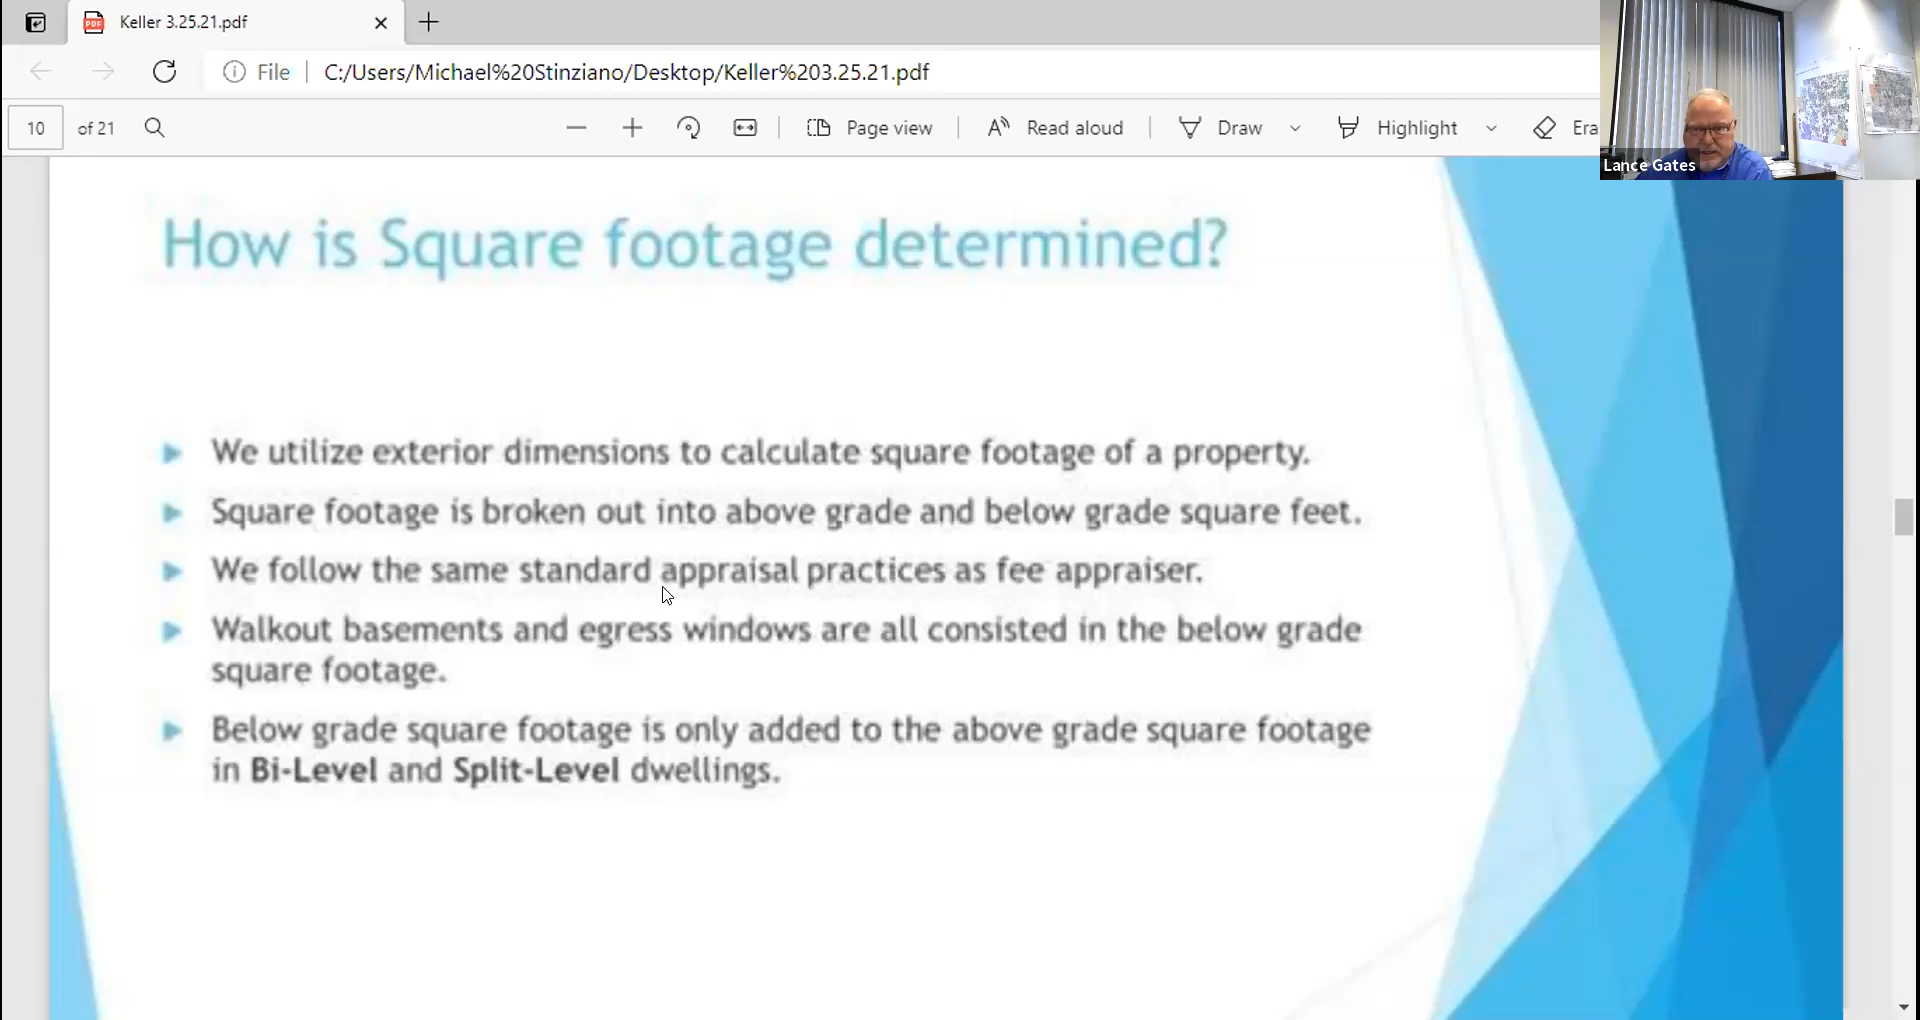 Keller 3.25.21.pdf
File
C:/Users/Michael%20Stinziano/Desktop/Keller%203.25.21.pdf
10 of 21
Page view
Read aloud
Draw
Highlight
Era
Lance Gates
How is Square footage determined?
We utilize exterior dimensions to calculate square footage of a property.
Square footage is broken out into above grade and below grade square feet.
We follow the same standard appraisal practices as fee appraiser.
Walkout basements and egress windows are all consisted in the below grade
square footage.
Below grade square footage is only added to the above grade square footage
in Bi-Level and Split-Level dwellings.